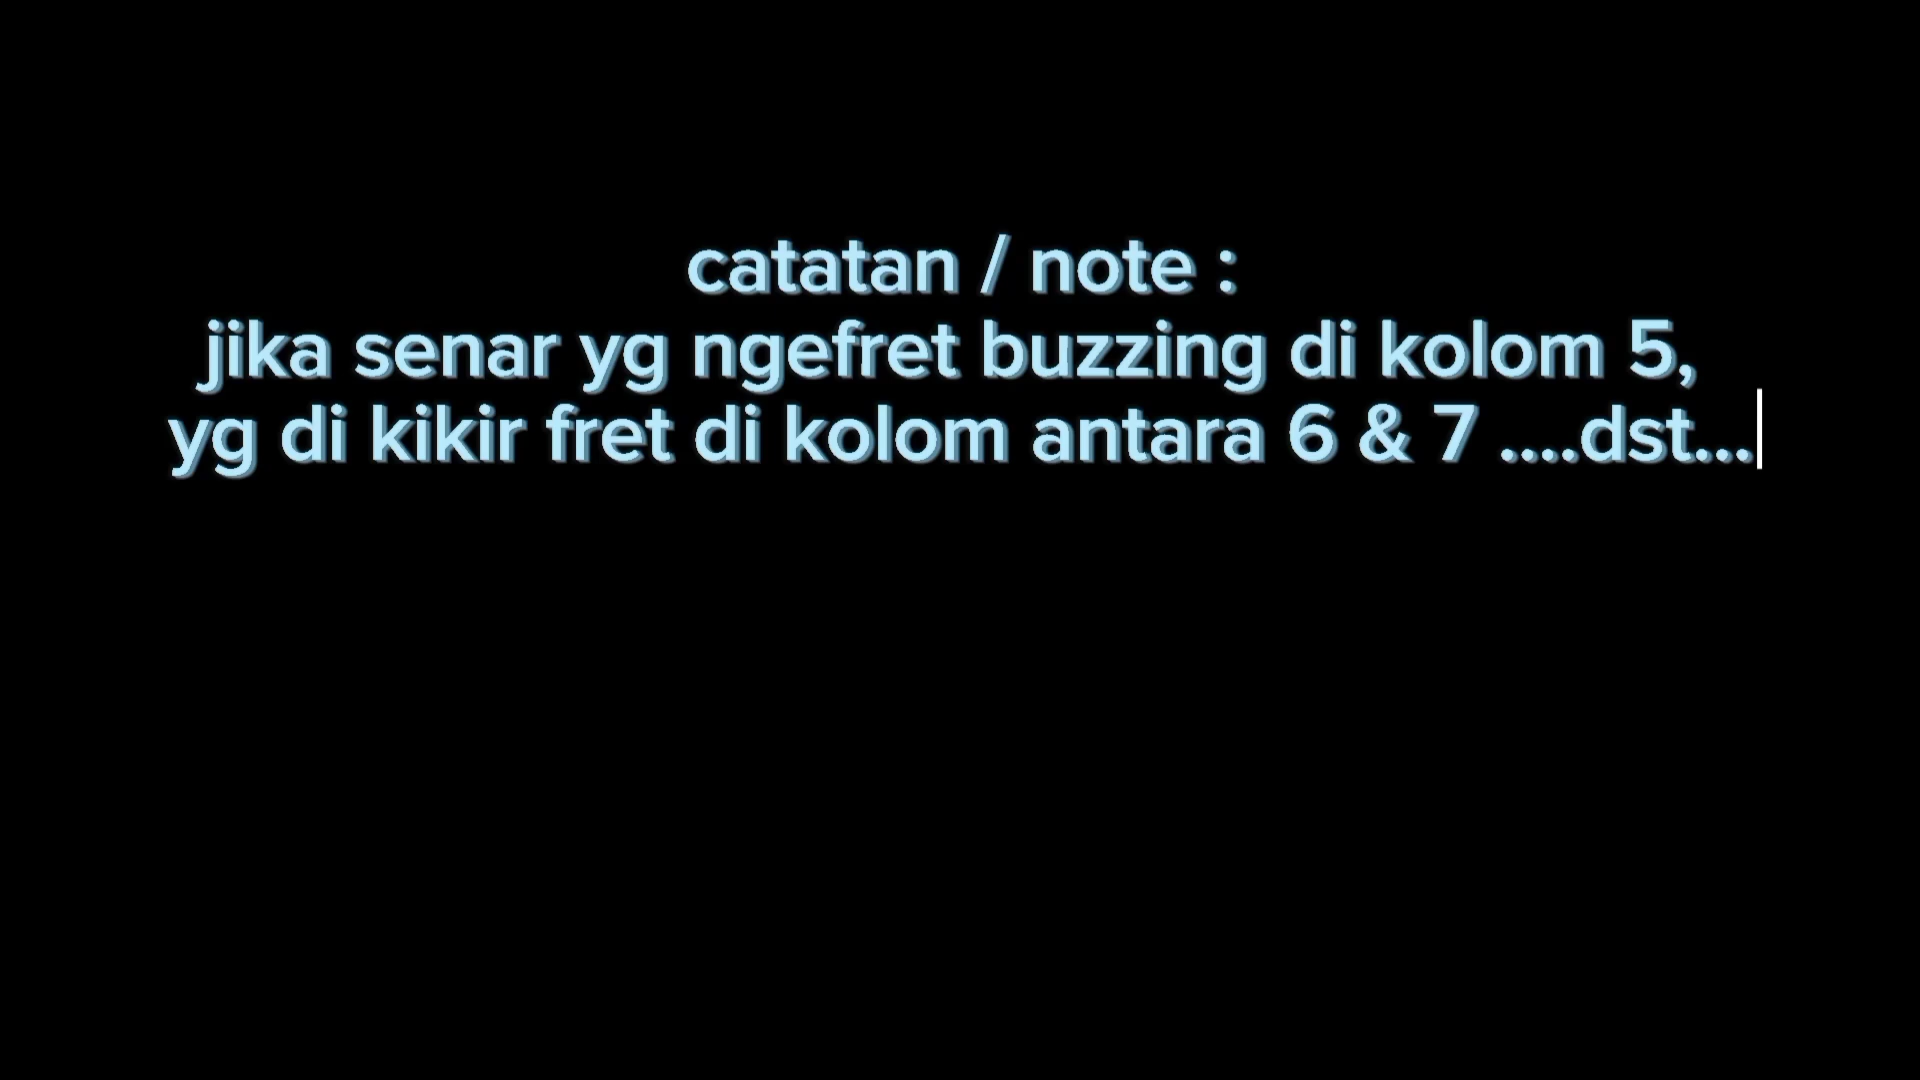 catatan / note :
jika senar yg ngefret buzzing di kolom 5,
yg di kikir fret di kolom antara 6 & 7 ....dst...